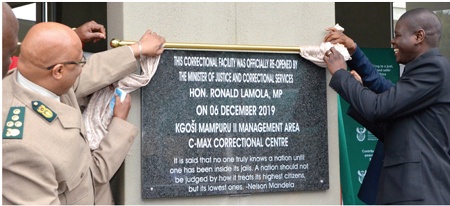 THIS CORRECTIONAL FACILITY WAS OFFICIALLY RE-OPENED BY
THE MINISTER OF JUSTICE AND CORRECTIONAL SERVICES
HON. RONALD LAMOLA, MP
ON 06 DECEMBER 2019
KGOŠI MAMPURU II MANAGEMENT AREA
C-MAX CORRECTIONAL CENTRE
It is said that no one truly knows a nation until
one has been inside its jails. A nation should not
be judged by how it treats its highest citizens,
but its lowest ones. -Nelson Mandela